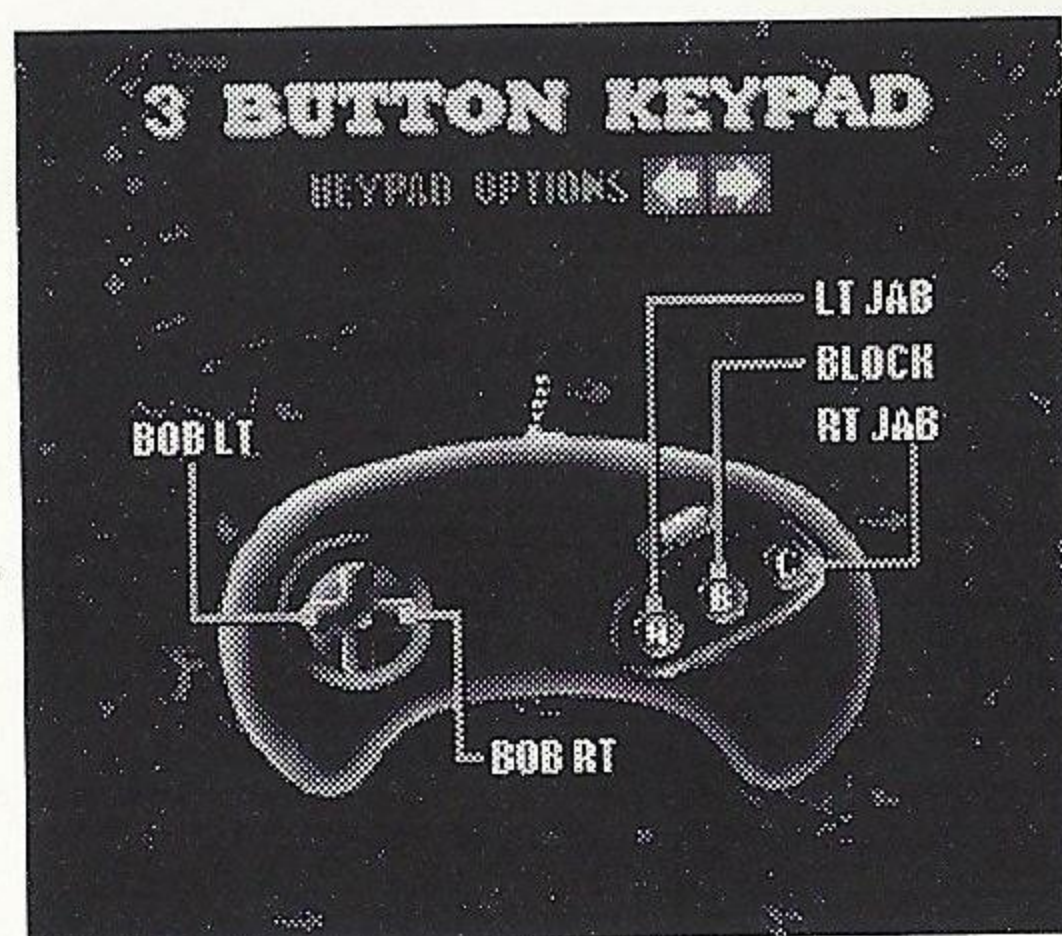 3 BUTTON KEYPAD
KEYPAD OPTIONS
LT JAB
BLOCK
RT JAB
BOB LT
C
B
A
BOB RT